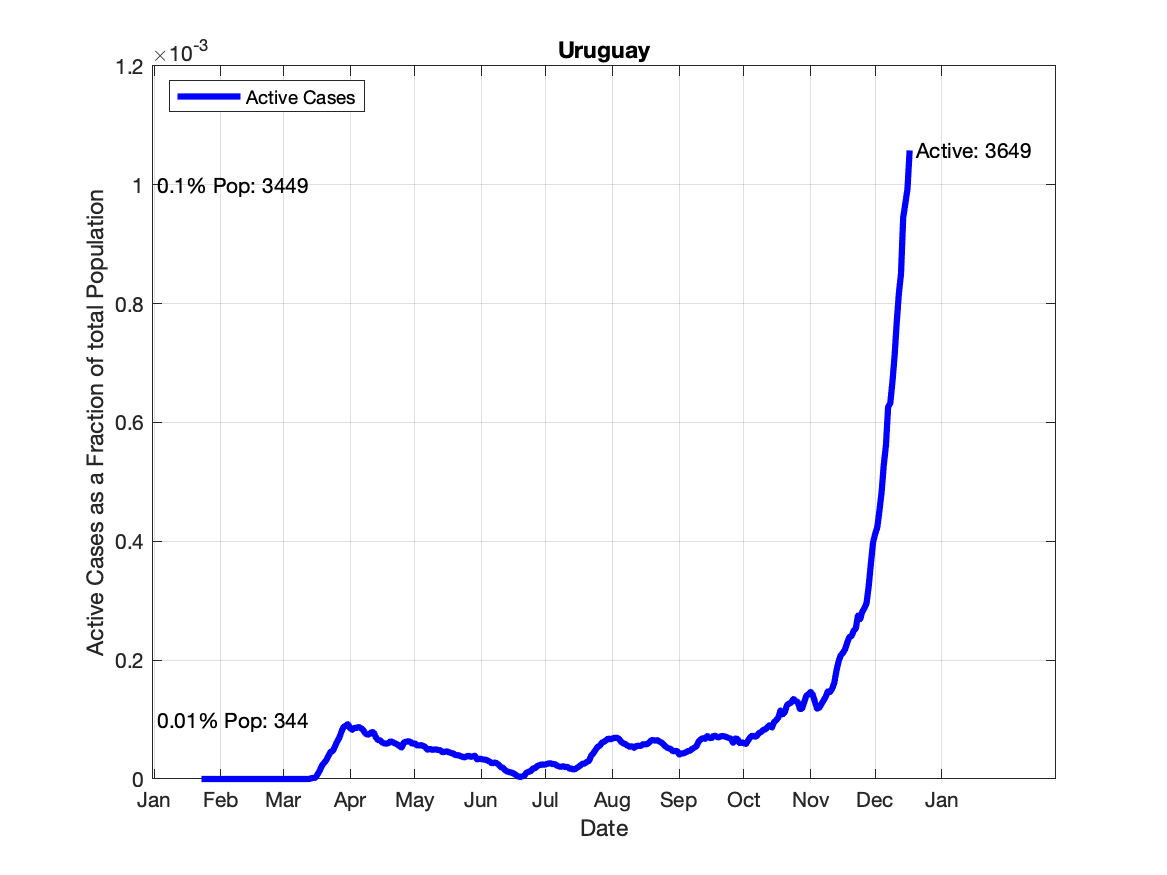 Uruguay
×10-3
1.2
Active Cases
Active: 3649
1
0.1% Pop: 3449
0.8
0.6
0.4
0.2
0.01% Pop: 344
0
Active Cases as a Fraction of total Population
Jan Feb Mar Apr May Jun Jul Aug Sep Oct Nov Dec Jan
Date